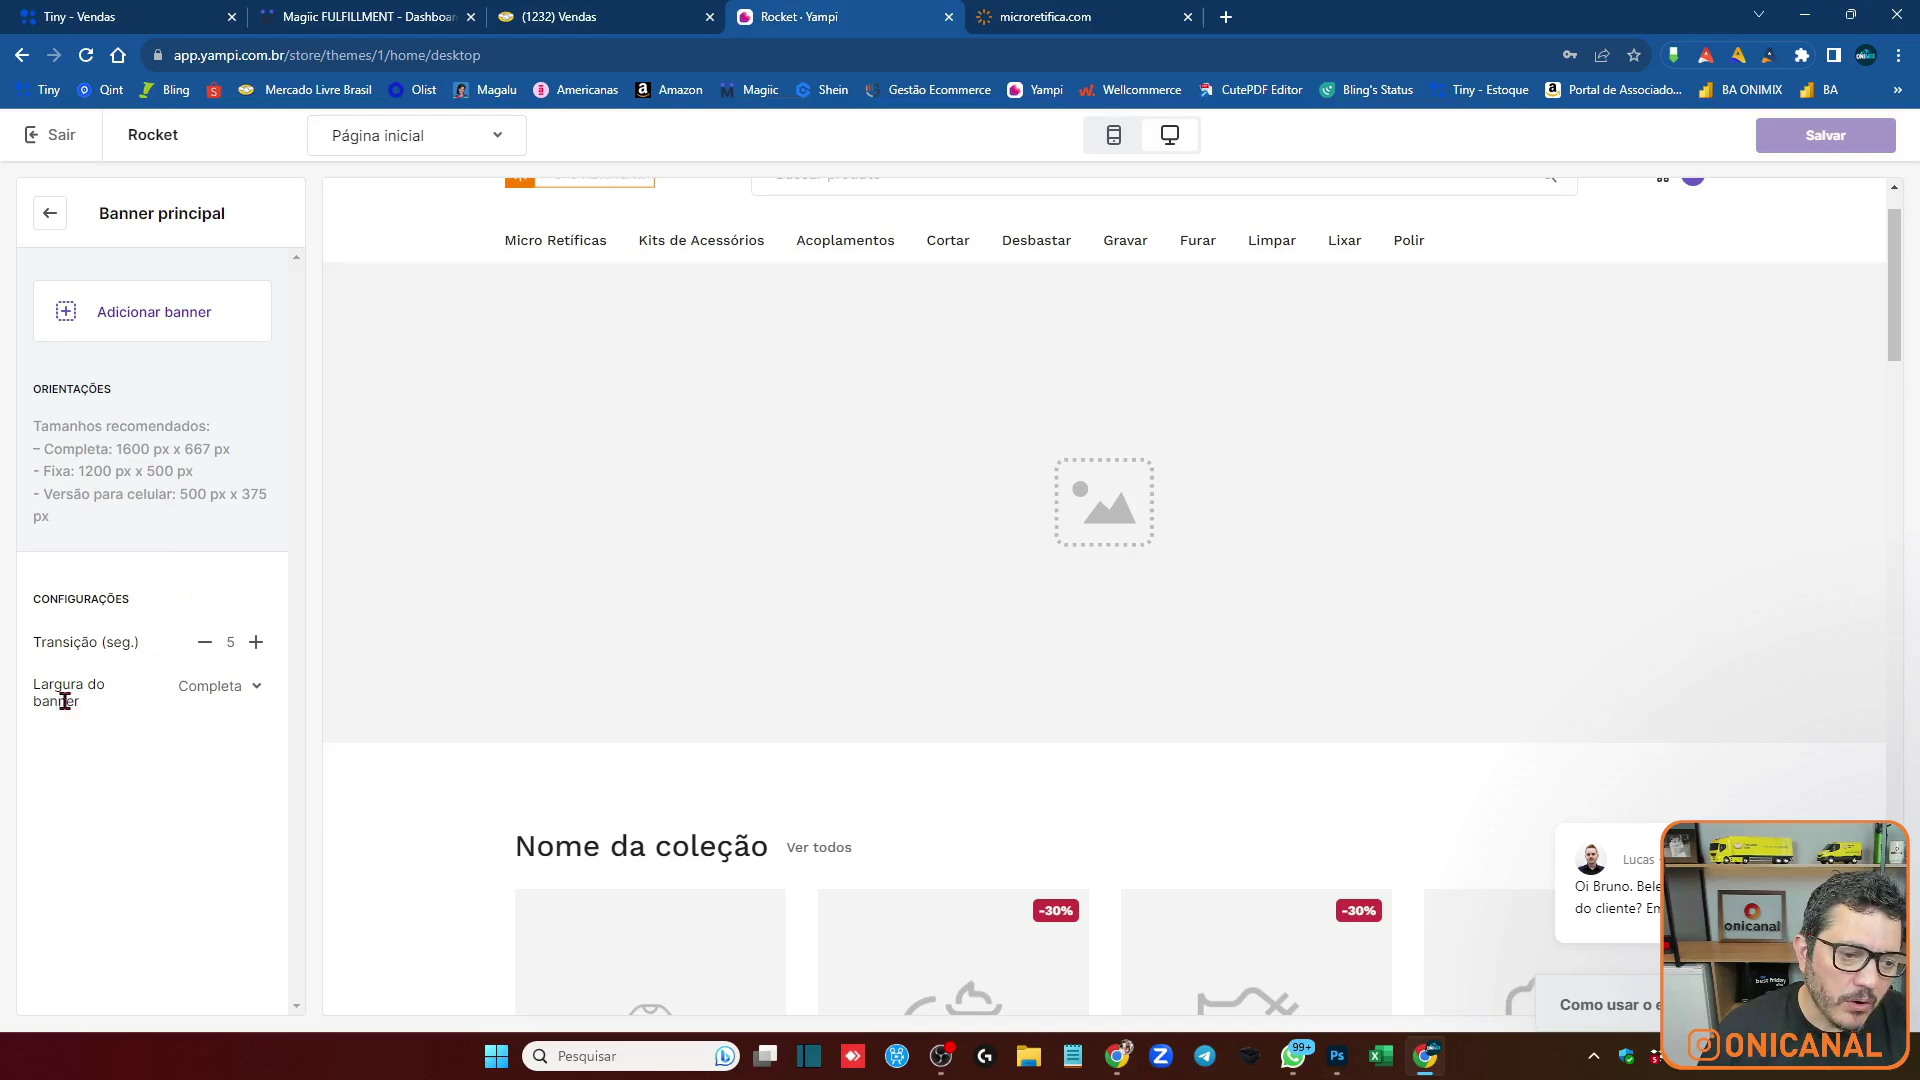 Tiny - Vendas
Magiic FULFILLMENT - Dashboar
(1232) Vendas
Rocket · Yampi
microretifica.com
app.yampi.com.br/store/themes/1/home/desktop
Tiny
Qint
Bling
Mercado Livre Brasil
Olist
Magalu
Americanas
Amazon
Magiic
Shein
Gestão Ecommerce
Yampi
Wellcommerce
CutePDF Editor
Bling's Status
Tiny - Estoque
Portal de Associado...
BA ONIMIX
BA
Sair
Rocket
Página inicial
Salvar
Banner principal
Micro Retíficas
Kits de Acessórios
Acoplamentos
Cortar
Desbastar
Gravar
Furar
Limpar
Lixar
Polir
Adicionar banner
ORIENTAÇÕES
Tamanhos recomendados:
– Completa: 1600 px x 667 px
- Fixa: 1200 px x 500 px
- Versão para celular: 500 px x 375
px
CONFIGURAÇÕES
Transição (seg.)
5
Largura do
banner
Completa
Nome da coleção
Ver todos
-30%
-30%
Lucas
Oi Bruno. Bele
do cliente? Em
Como usar o e
onicanal
best friday
ONICANAL
Pesquisar
99+
Ps